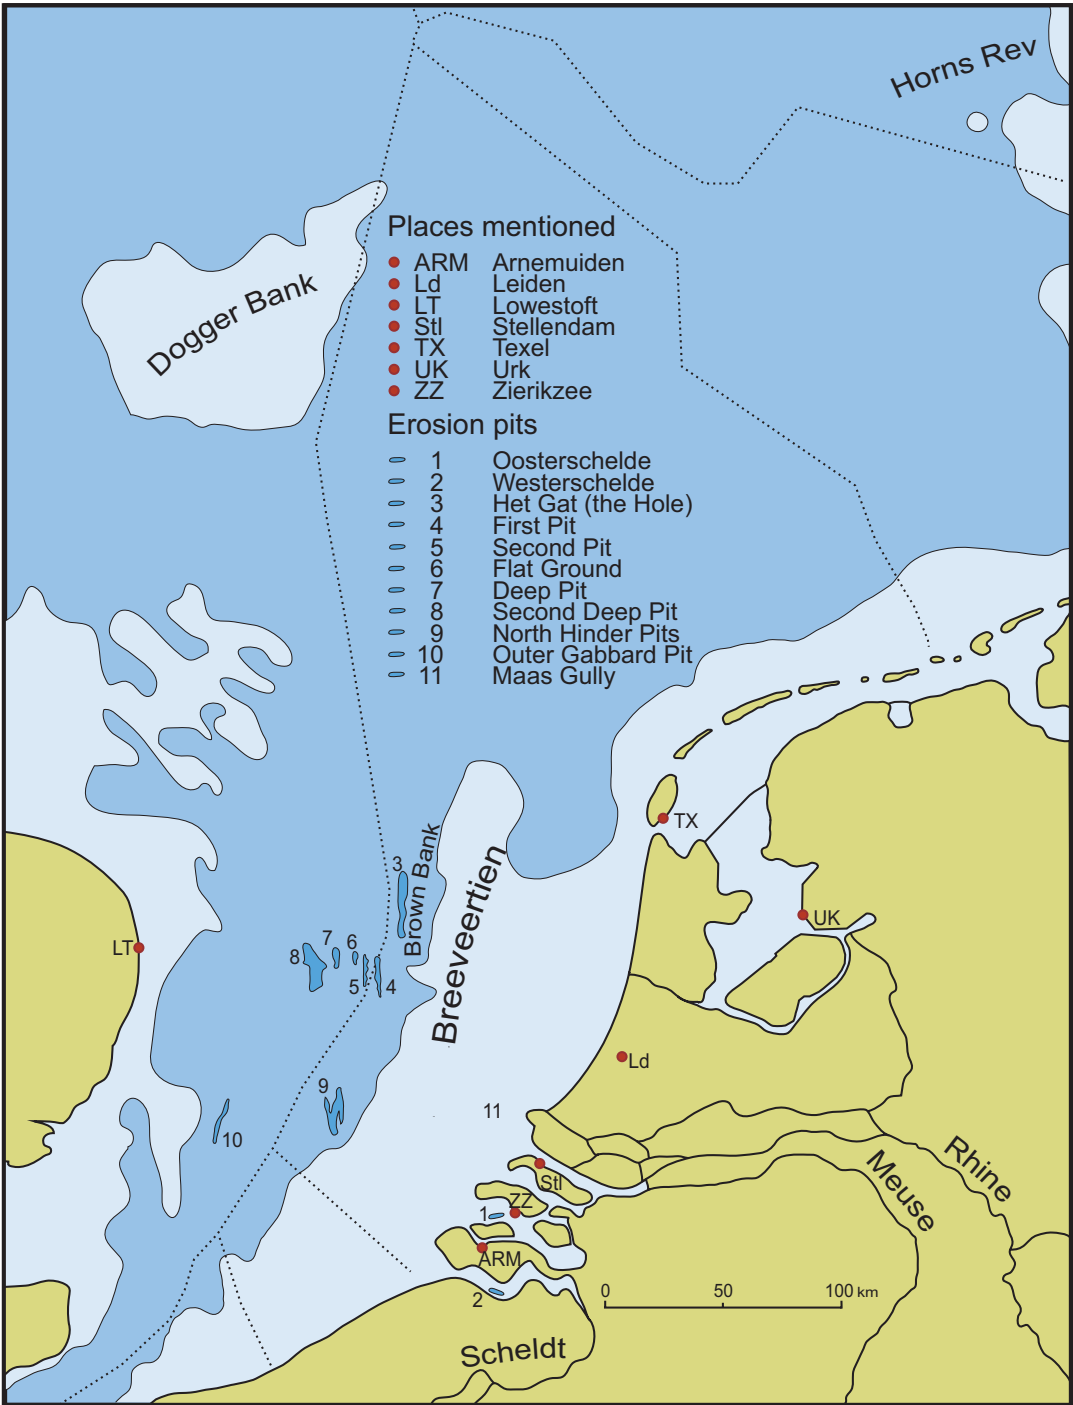 Horns Rev
Dogger Bank
Places mentioned
ARM Arnemuiden
Ld Leiden
LT Lowestoft
Stl Stellendam
TX Texel
UK Urk
ZZ Zierikzee
Erosion pits
1 Oosterschelde
2 Westerschelde
3 Het Gat (the Hole)
4 First Pit
5 Second Pit
6 Flat Ground
7 Deep Pit
8 Second Deep Pit
9 North Hinder Pits
10 Outer Gabbard Pit
11 Maas Gully
TX
3
Brown Bank
Breeveertien
UK
LT
8
7
6
5
4
Ld
9
10
11
Rhine
Meuse
Stl
ZZ
1
ARM
2
0 50 100 km
Scheldt